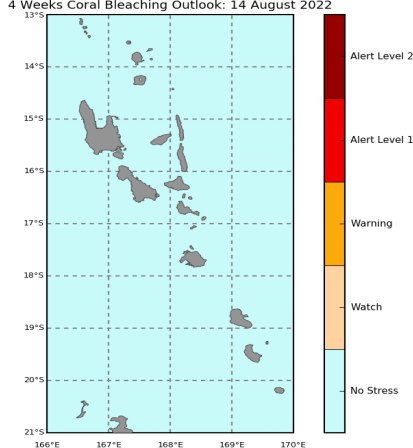 4 Weeks Coral Bleaching Outlook: 14 August 2022
13°S
14°S
15°S
16°S
17°S
18°S
19°S
20°S
21°S
166°E 167°E 168°E 169°E 170°E
Alert Level 2
Alert Level 1
Warning
Watch
No Stress